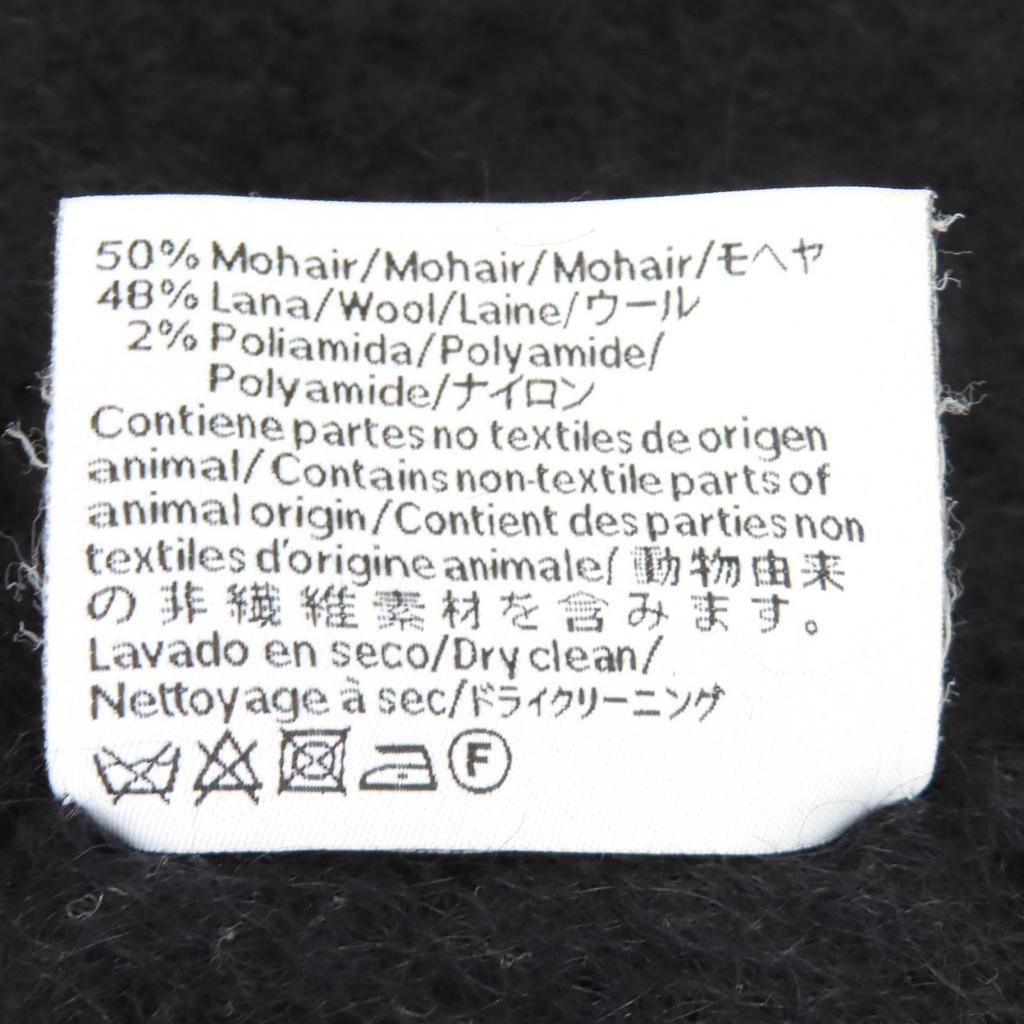 50% Mohair/Mohair/Mohair/モヘヤ
48% Lana/Wool/Laine/ウール
2% Poliamida/Polyamide/
Polyamide/ナイロン
Contiene partes no textiles de origen
animal/Contains non-textile parts of
animal origin/Contient des parties non
textiles d'origine animale/ 動物由来
の非繊維素材を含みます。
Lavado en seco/Dry clean/
Nettoyage à sec/ドライクリーニング
F